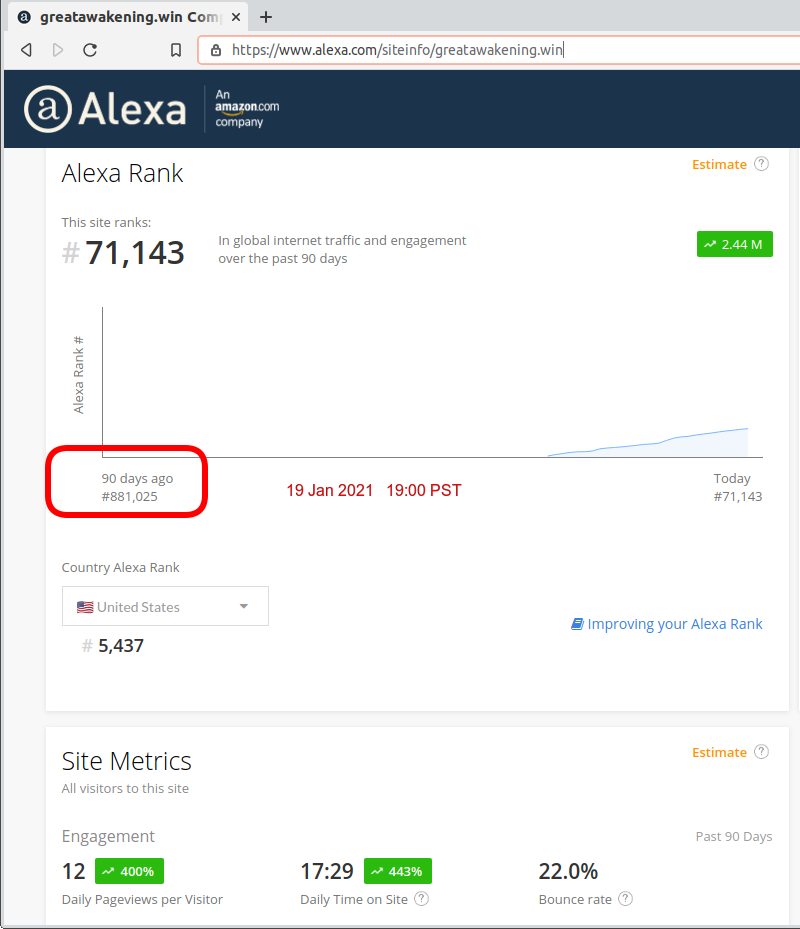 greatawakening.win Comp
https://www.alexa.com/siteinfo/greatawakening.win
a Alexa
An
amazon.com
company
Alexa Rank
Estimate ?
This site ranks:
# 71,143
In global internet traffic and engagement
over the past 90 days
2.44 M
Alexa Rank #
90 days ago
#881,025
19 Jan 2021 19:00 PST
Today
#71,143
Country Alexa Rank
United States
# 5,437
Improving your Alexa Rank
Site Metrics
Estimate ?
All visitors to this site
Engagement
Past 90 Days
12 400%
17:29 443%
22.0%
Daily Pageviews per Visitor
Daily Time on Site ?
Bounce rate ?